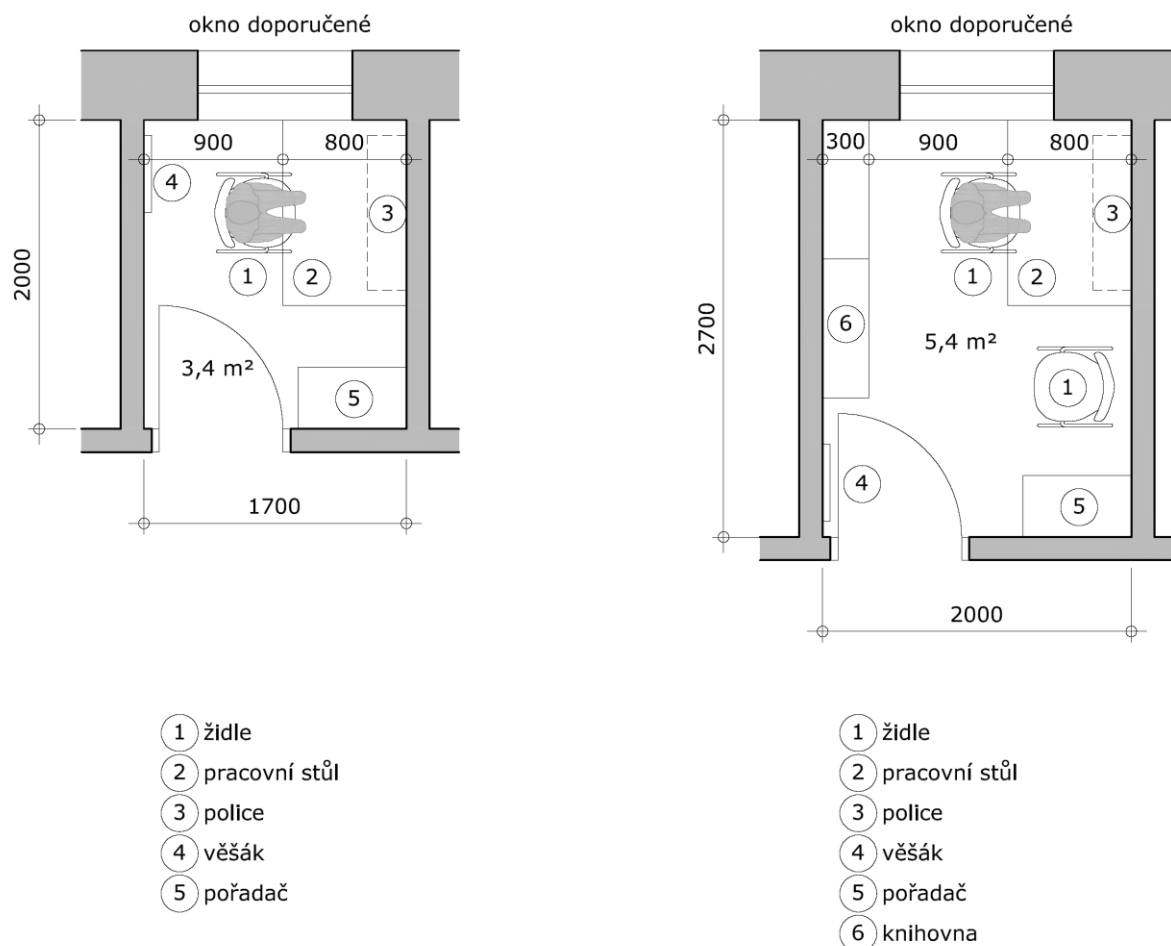 okno doporučené
900
800
4
3
1
2
2000
3,4 m²
5
1700
1 židle
2 pracovní stůl
3 police
4 věšák
5 pořadač
okno doporučené
300
900
800
3
1
2
6
5,4 m²
2700
1
4
5
2000
1 židle
2 pracovní stůl
3 police
4 věšák
5 pořadač
6 knihovna